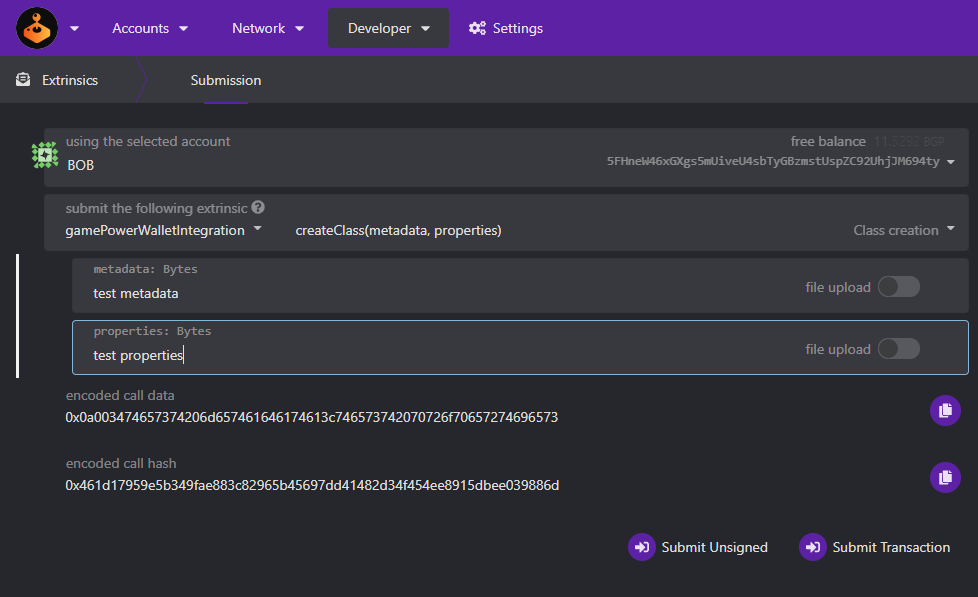 Accounts Network Developer Settings
Extrinsics Submission
using the selected account free balance 11.5282 BGP
BOB 5FHneW46xGXgs5mUiveU4sbTyGBzmstUspZC92UhjJM694ty
submit the following extrinsic
gamePowerWalletIntegration createClass(metadata, properties) Class creation
metadata: Bytes
test metadata file upload
properties: Bytes
test properties file upload
encoded call data
0x0a003474657374206d657461646174613c746573742070726f70657274696573
encoded call hash
0x461d17959e5b349fae883c82965b45697dd41482d34f454ee8915dbee039886d
Submit Unsigned Submit Transaction